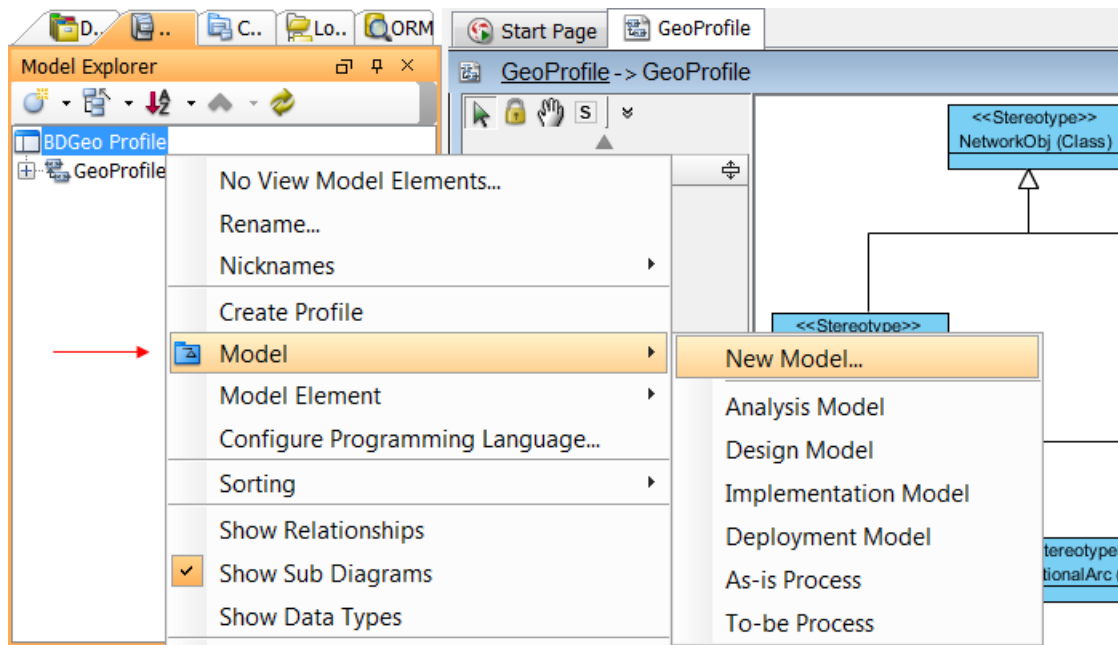 D..
..
C..
Lo..
ORM
Start Page
GeoProfile
Model Explorer
GeoProfile -> GeoProfile
S
BDGeo Profile
GeoProfile
<<Stereotype>>
NetworkObj (Class)
No View Model Elements...
Rename...
Nicknames
Create Profile
Model
Model Element
Configure Programming Language...
Sorting
Show Relationships
Show Sub Diagrams
Show Data Types
<<Stereotype>>
New Model...
Analysis Model
Design Model
Implementation Model
Deployment Model
As-is Process
To-be Process
tereotype
tionalArc (